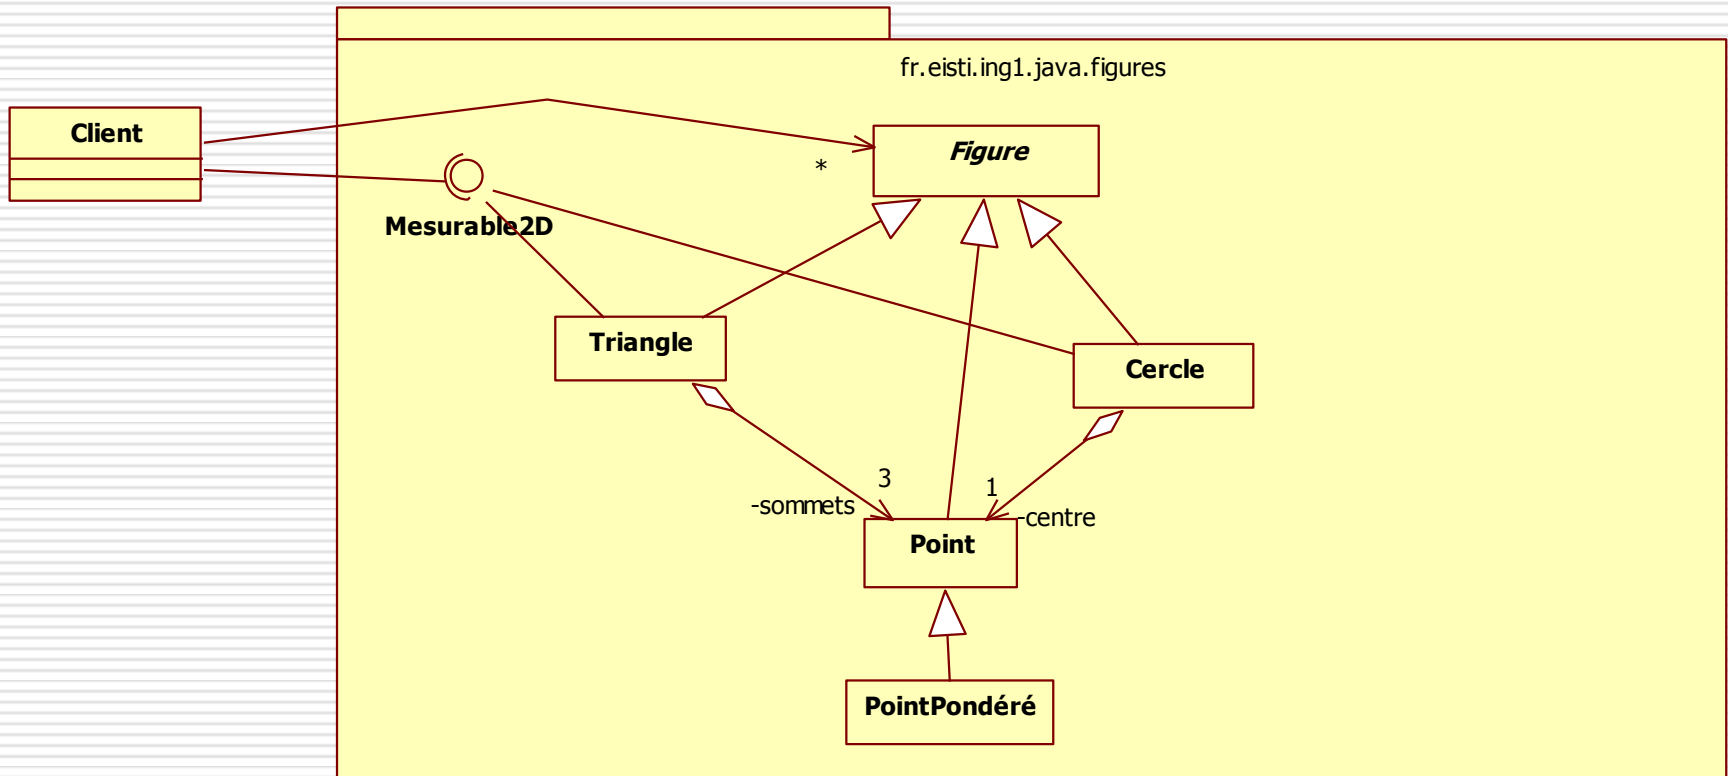 fr.eisti.ing1.java.figures
Client
Figure
*
Mesurable2D
Triangle
Cercle
3
1
-sommets
-centre
Point
PointPondéré